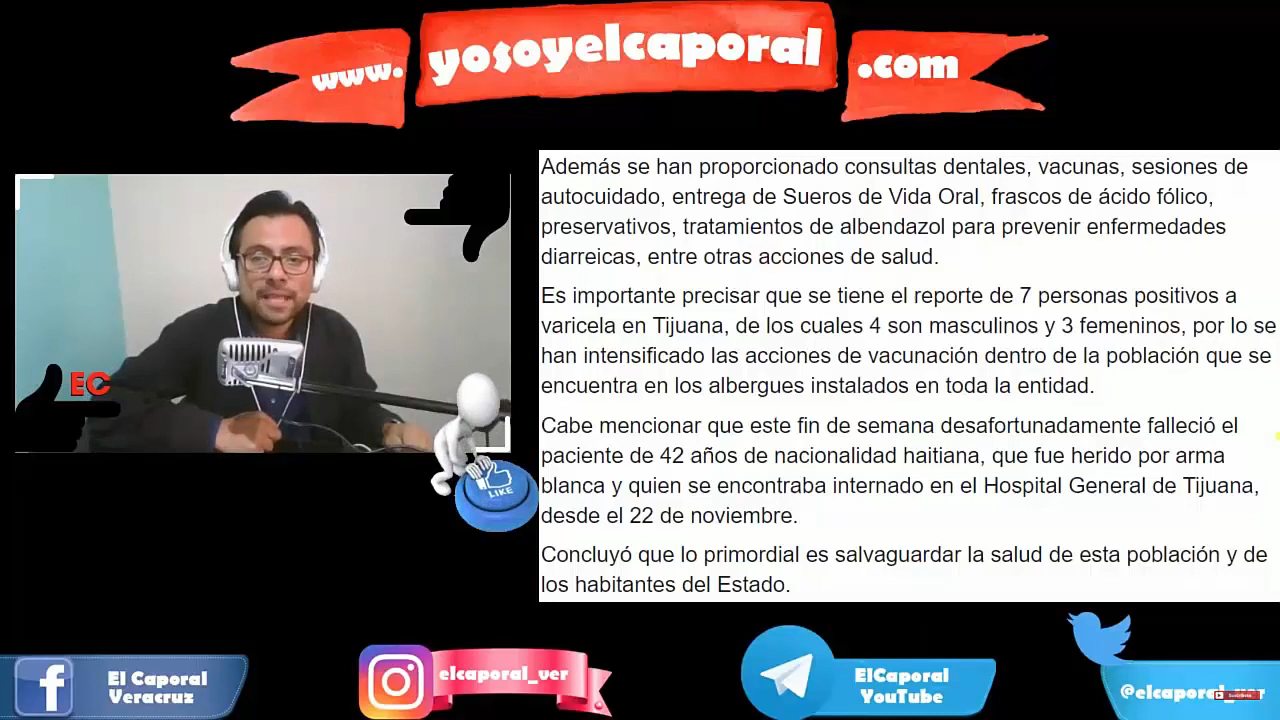 www. yosoyelcaporal .com
Además se han proporcionado consultas dentales, vacunas, sesiones de
autocuidado, entrega de Sueros de Vida Oral, frascos de ácido fólico,
preservativos, tratamientos de albendazol para prevenir enfermedades
diarreicas, entre otras acciones de salud.
Es importante precisar que se tiene el reporte de 7 personas positivos a
varicela en Tijuana, de los cuales 4 son masculinos y 3 femeninos, por lo se
han intensificado las acciones de vacunación dentro de la población que se
encuentra en los albergues instalados en toda la entidad.
Cabe mencionar que este fin de semana desafortunadamente falleció el
paciente de 42 años de nacionalidad haitiana, que fue herido por arma
blanca y quien se encontraba internado en el Hospital General de Tijuana,
desde el 22 de noviembre.
Concluyó que lo primordial es salvaguardar la salud de esta población y de
los habitantes del Estado.
EC
LIKE
El Caporal
Veracruz
elcaporal_ver
ElCaporal
YouTube
@elcaporal_ver